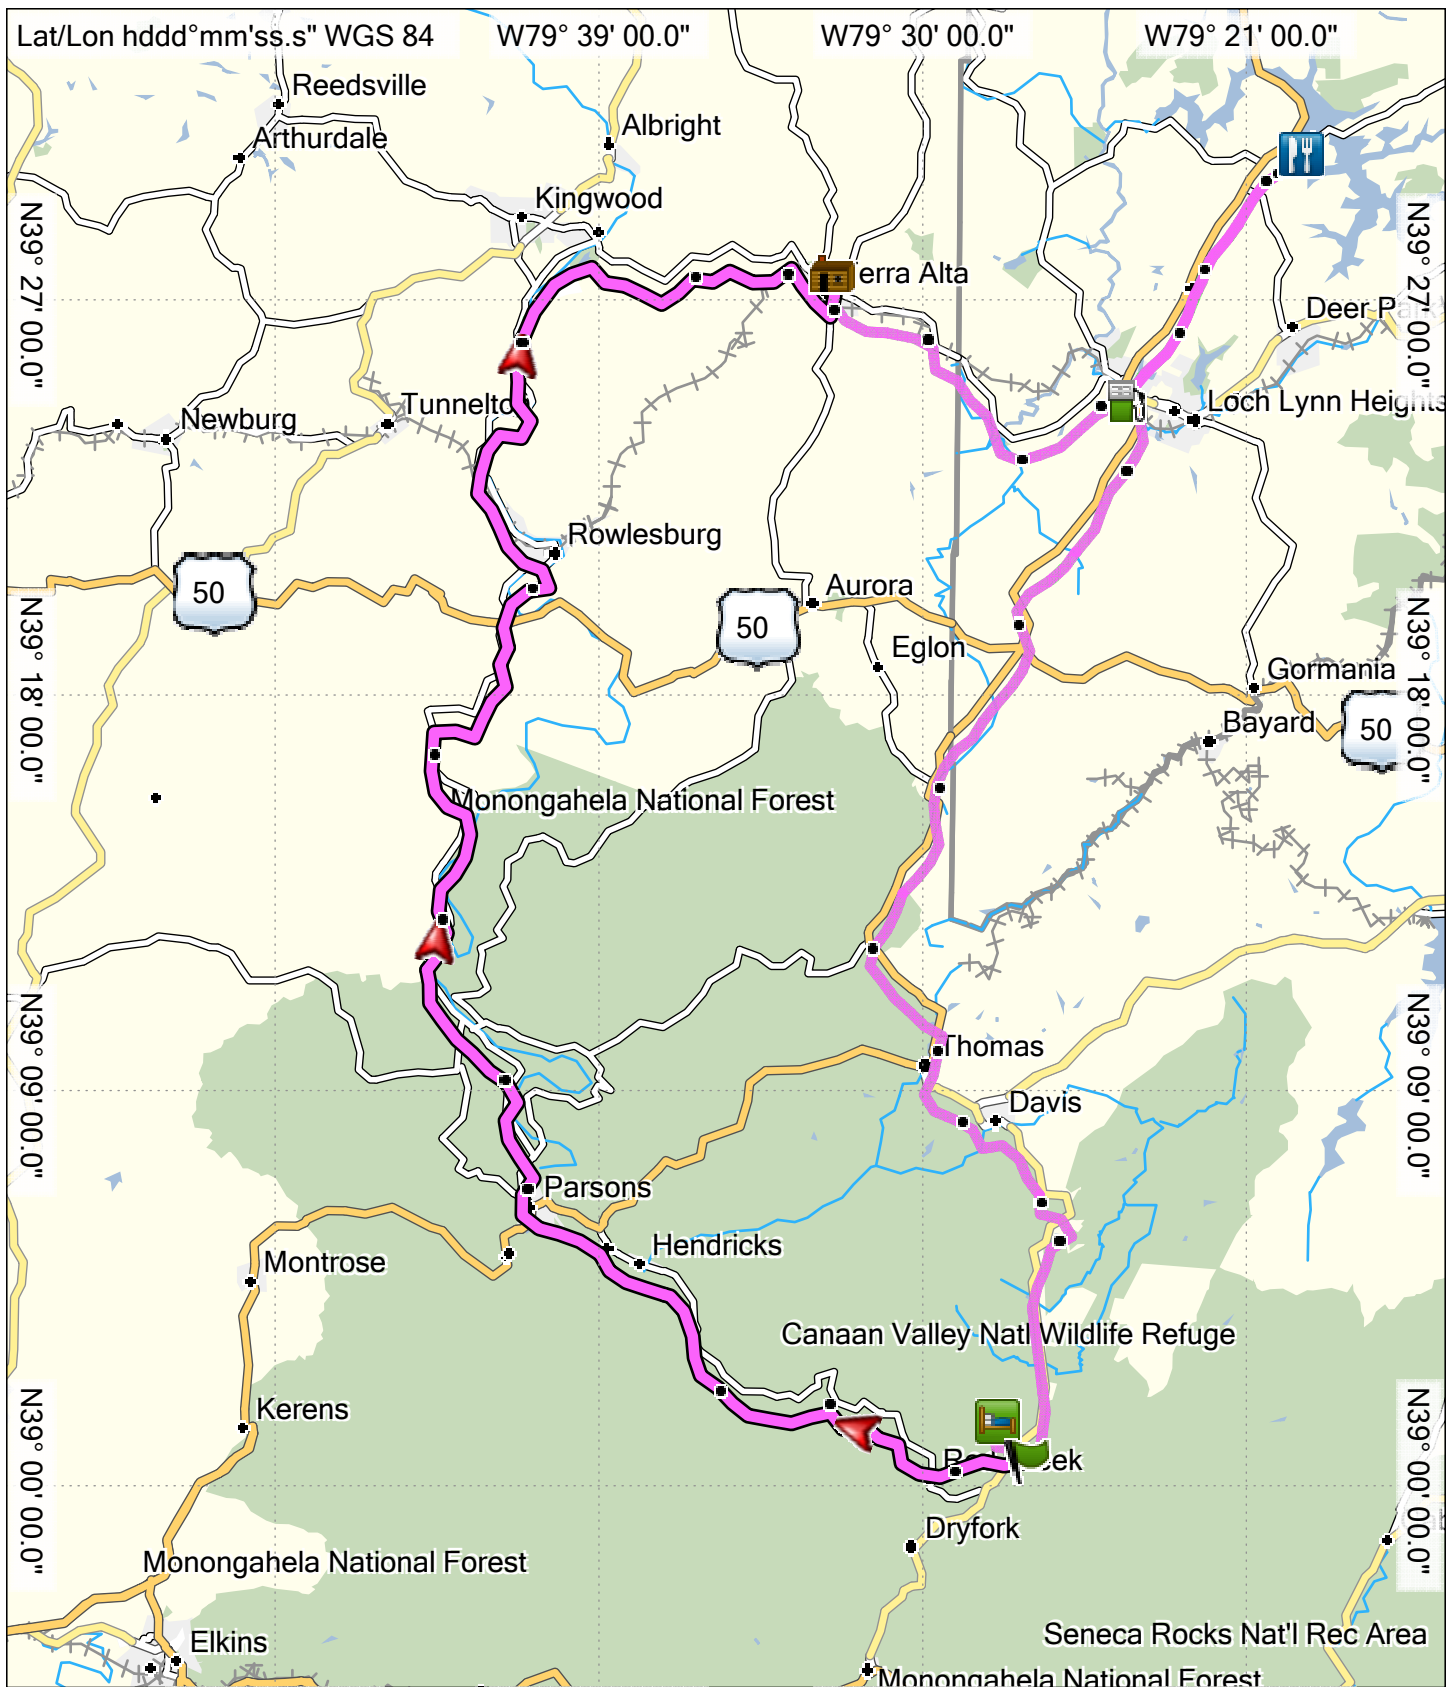 Lat/Lon hddd°mm'ss.s" WGS 84
W79° 39' 00.0"
W79° 30' 00.0"
W79° 21' 00.0"
Reedsville
Arthurdale
Albright
Kingwood
N39° 27' 00.0"
N39° 27' 00.0"
erra Alta
Deer Park
Newburg
Tunnelto
Loch Lynn Heights
Rowlesburg
50
Aurora
50
Eglon
N39° 18' 00.0"
N39° 18' 00.0"
Gormania
Bayard
50
Monongahela National Forest
Thomas
N39° 09' 00.0"
N39° 09' 00.0"
Davis
Parsons
Hendricks
Montrose
Canaan Valley Natl Wildlife Refuge
Kerens
N39° 00' 00.0"
N39° 00' 00.0"
eek
Dryfork
Monongahela National Forest
Elkins
Seneca Rocks Nat'l Rec Area
Monongahela National Forest